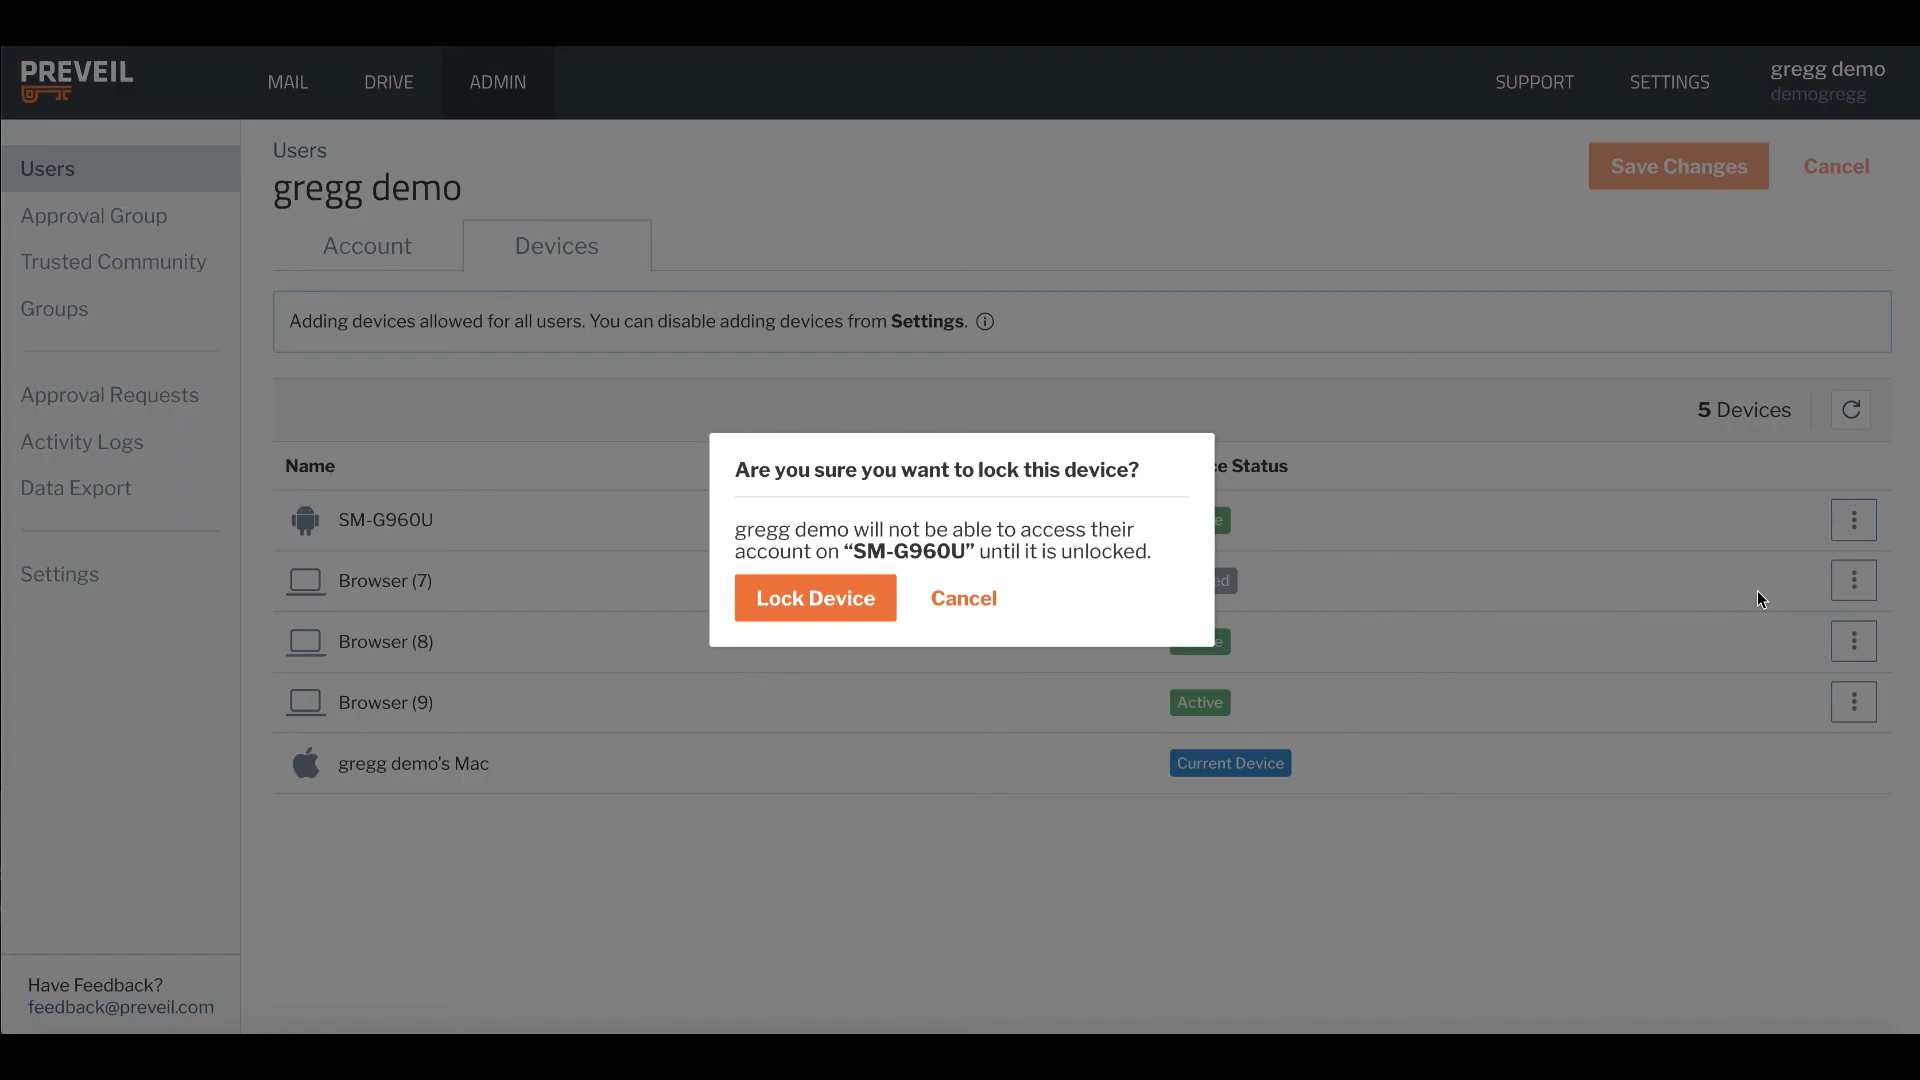 PREVEIL
MAIL
DRIVE
ADMIN
SUPPORT
SETTINGS
gregg demo
demogregg
Users
Approval Group
Trusted Community
Groups
Approval Requests
Activity Logs
Data Export
Settings
Have Feedback?
feedback@preveil.com
Users
gregg demo
Save Changes
Cancel
Account
Devices
Adding devices allowed for all users. You can disable adding devices from Settings.
5 Devices
Name
Status
SM-G960U
Browser (7)
Browser (8)
Browser (9)
Active
gregg demo's Mac
Current Device
Are you sure you want to lock this device?
gregg demo will not be able to access their
account on “SM-G960U” until it is unlocked.
Lock Device
Cancel